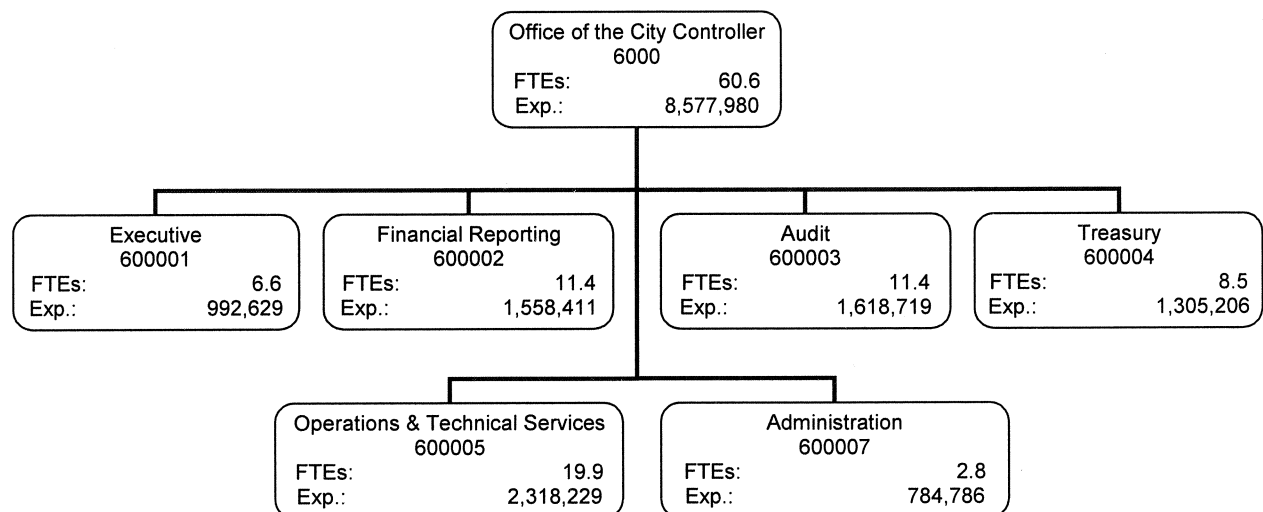 Office of the City Controller
6000
FTEs: 60.6
Exp.: 8,577,980
Executive
600001
FTEs: 6.6
Exp.: 992,629
Financial Reporting
600002
FTEs: 11.4
Exp.: 1,558,411
Audit
600003
FTEs: 11.4
Exp.: 1,618,719
Treasury
600004
FTEs: 8.5
Exp.: 1,305,206
Operations & Technical Services
600005
FTEs: 19.9
Exp.: 2,318,229
Administration
600007
FTEs: 2.8
Exp.: 784,786